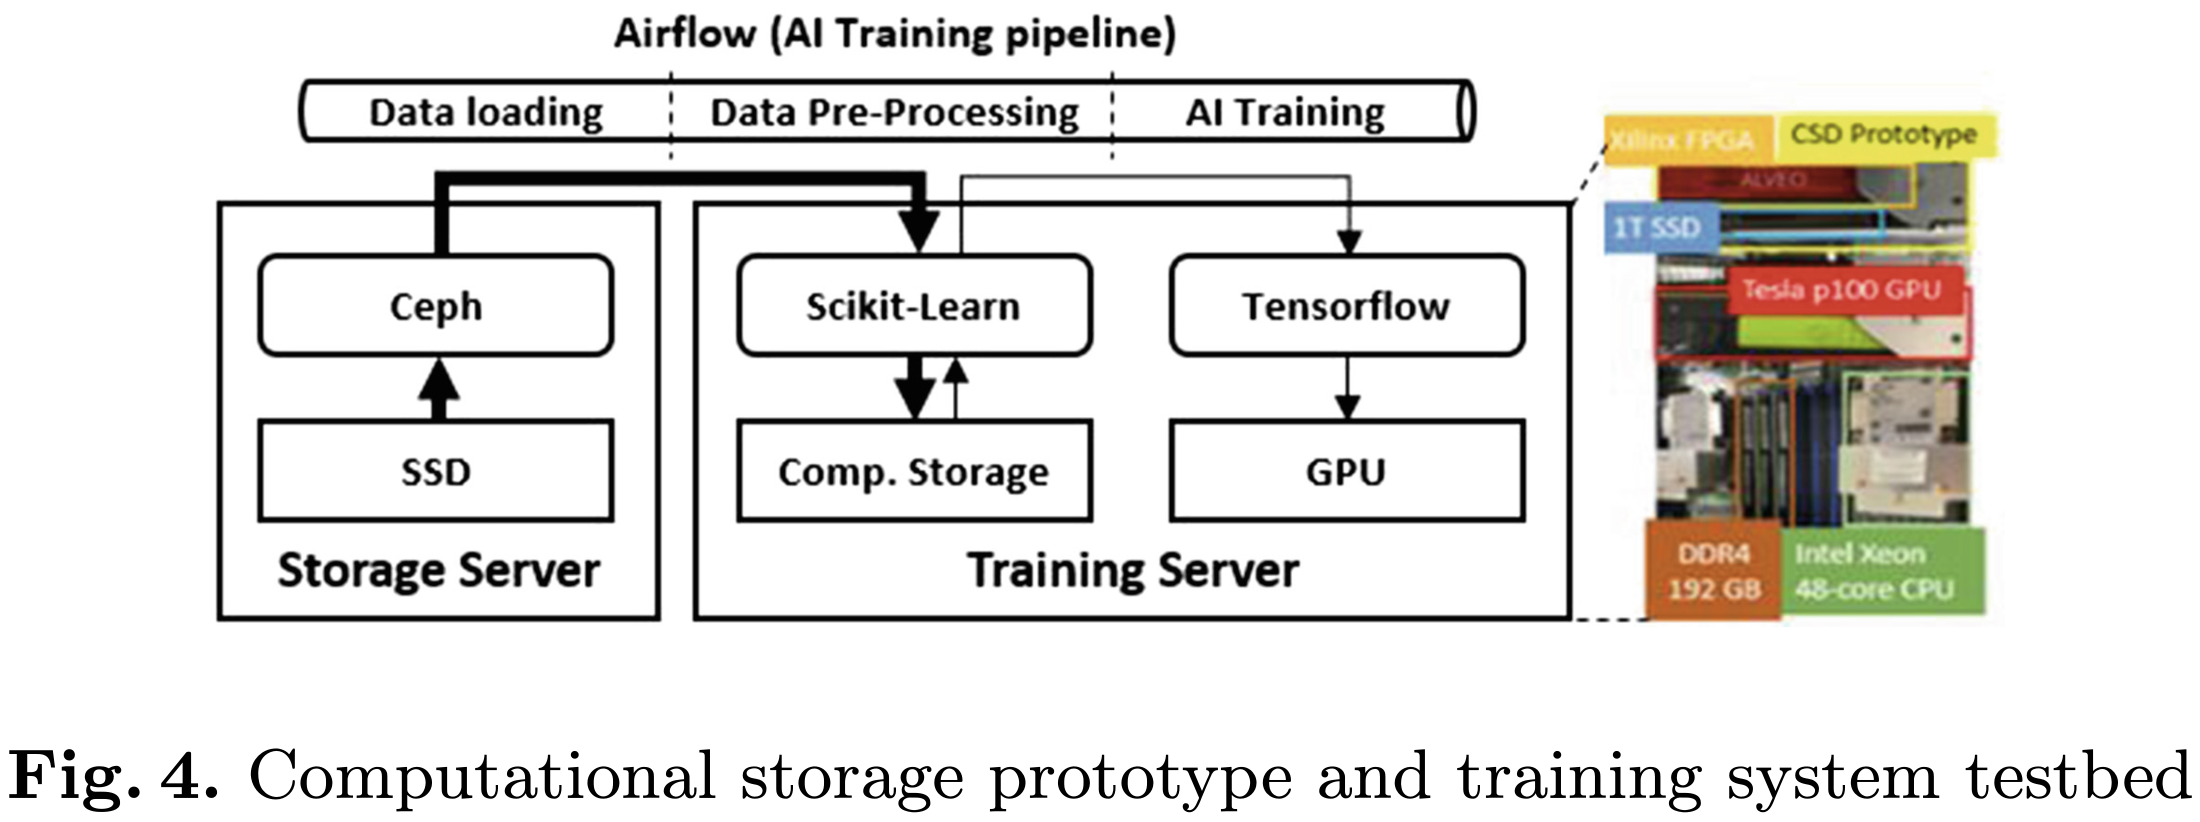 Airflow (AI Training pipeline)
Data loading
Data Pre-Processing
AI Training
Ceph
SSD
Storage Server
Scikit-Learn
Tensorflow
Comp. Storage
GPU
Training Server
Xilinx FPGA
CSD Prototype
ALVEO
1T SSD
Tesla p100 GPU
DDR4
192 GB
Intel Xeon
48-core CPU
Fig. 4. Computational storage prototype and training system testbed